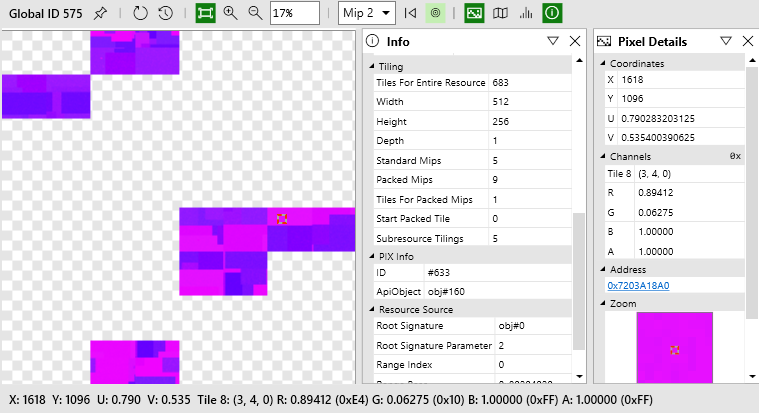 Global ID 575 17% Mip 2
Info
Tiling
Tiles For Entire Resource 683
Width 512
Height 256
Depth 1
Standard Mips 5
Packed Mips 9
Tiles For Packed Mips 1
Start Packed Tile 0
Subresource Tilings 5
PIX Info
ID #633
ApiObject obj#160
Resource Source
Root Signature obj#0
Root Signature Parameter 2
Range Index 0
Pixel Details
Coordinates
X 1618
Y 1096
U 0.790283203125
V 0.535400390625
Channels 0x
Tile 8 (3, 4, 0)
R 0.89412
G 0.06275
B 1.00000
A 1.00000
Address
0x7203A18A0
Zoom
X: 1618 Y: 1096 U: 0.790 V: 0.535 Tile 8: (3, 4, 0) R: 0.89412 (0xE4) G: 0.06275 (0x10) B: 1.00000 (0xFF) A: 1.00000 (0xFF)